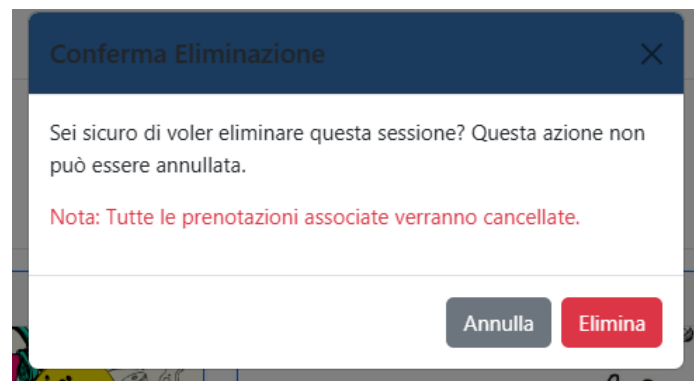 Conferma Eliminazione
Sei sicuro di voler eliminare questa sessione? Questa azione non
può essere annullata.
Nota: Tutte le prenotazioni associate verranno cancellate.
Annulla
Elimina